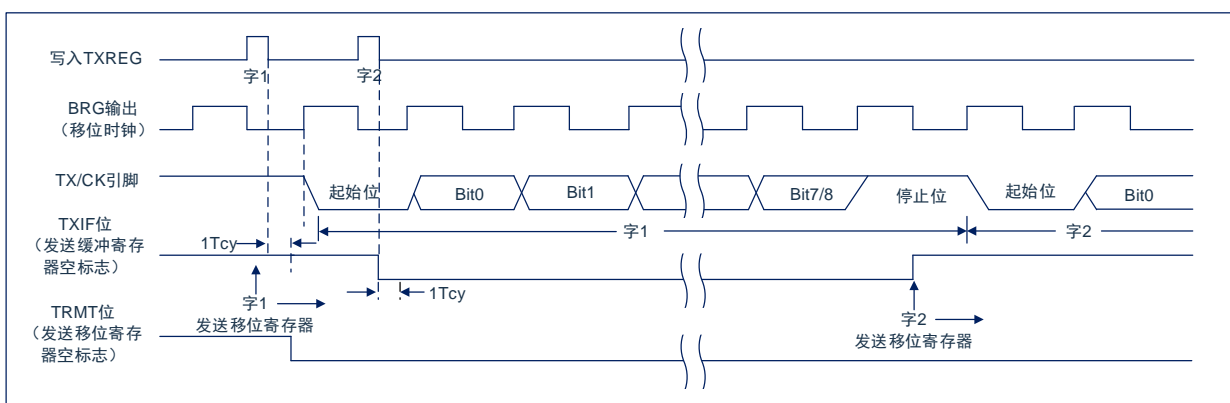 写入TXREG
字1
字2
BRG输出
（移位时钟）
TX/CK引脚
起始位
Bit0
Bit1
Bit7/8
停止位
起始位
Bit0
TXIF位
（发送缓冲寄存
器空标志）
1Tcy
字1
字2
1Tcy
字1
发送移位寄存器
字2
发送移位寄存器
TRMT位
（发送移位寄存
器空标志）